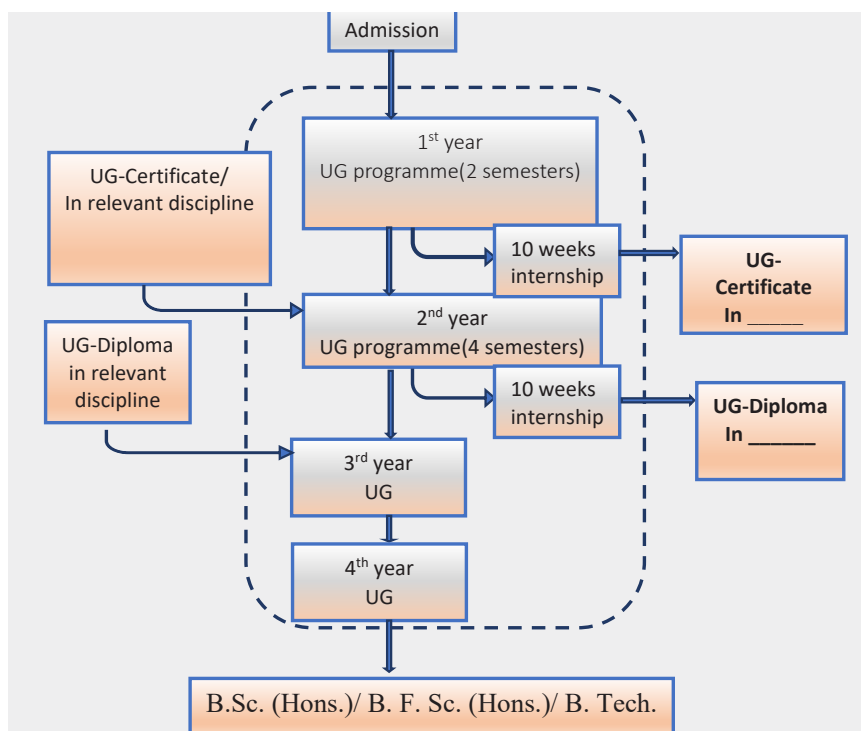 Admission
1st year
UG programme(2 semesters)
UG-Certificate/
In relevant discipline
10 weeks
internship
UG-
Certificate
In _____
2nd year
UG programme(4 semesters)
UG-Diploma
in relevant
discipline
10 weeks
internship
UG-Diploma
In ______
3rd year
UG
4th year
UG
B.Sc. (Hons.)/ B. F. Sc. (Hons.)/ B. Tech.